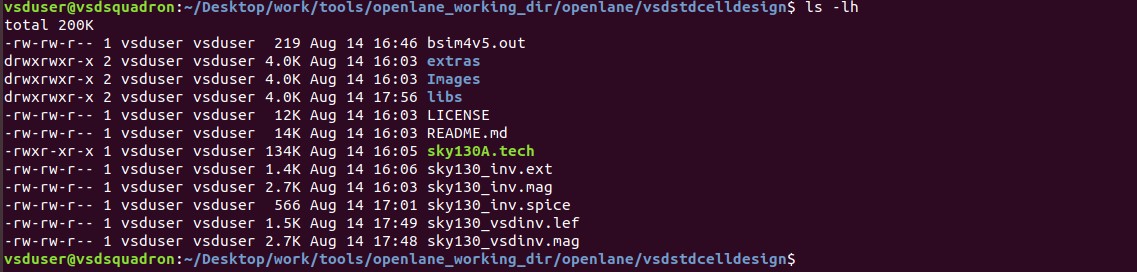 vsduser@vsdsquadron:~/Desktop/work/tools/openlane_working_dir/openlane/vsdstdcelldesign$ ls -lh
total 200K
-rw-rw-r-- 1 vsduser vsduser  219 Aug 14 16:46 bsim4v5.out
drwxrwxr-x 2 vsduser vsduser 4.0K Aug 14 16:03 extras
drwxrwxr-x 2 vsduser vsduser 4.0K Aug 14 16:03 Images
drwxrwxr-x 2 vsduser vsduser 4.0K Aug 14 17:56 libs
-rw-rw-r-- 1 vsduser vsduser  12K Aug 14 16:03 LICENSE
-rw-rw-r-- 1 vsduser vsduser  14K Aug 14 16:03 README.md
-rwxr-xr-x 1 vsduser vsduser 134K Aug 14 16:05 sky130A.tech
-rw-rw-r-- 1 vsduser vsduser 1.4K Aug 14 16:06 sky130_inv.ext
-rw-rw-r-- 1 vsduser vsduser 2.7K Aug 14 16:03 sky130_inv.mag
-rw-rw-r-- 1 vsduser vsduser  566 Aug 14 17:01 sky130_inv.spice
-rw-rw-r-- 1 vsduser vsduser 1.5K Aug 14 17:49 sky130_vsdinv.lef
-rw-rw-r-- 1 vsduser vsduser 2.7K Aug 14 17:48 sky130_vsdinv.mag
vsduser@vsdsquadron:~/Desktop/work/tools/openlane_working_dir/openlane/vsdstdcelldesign$